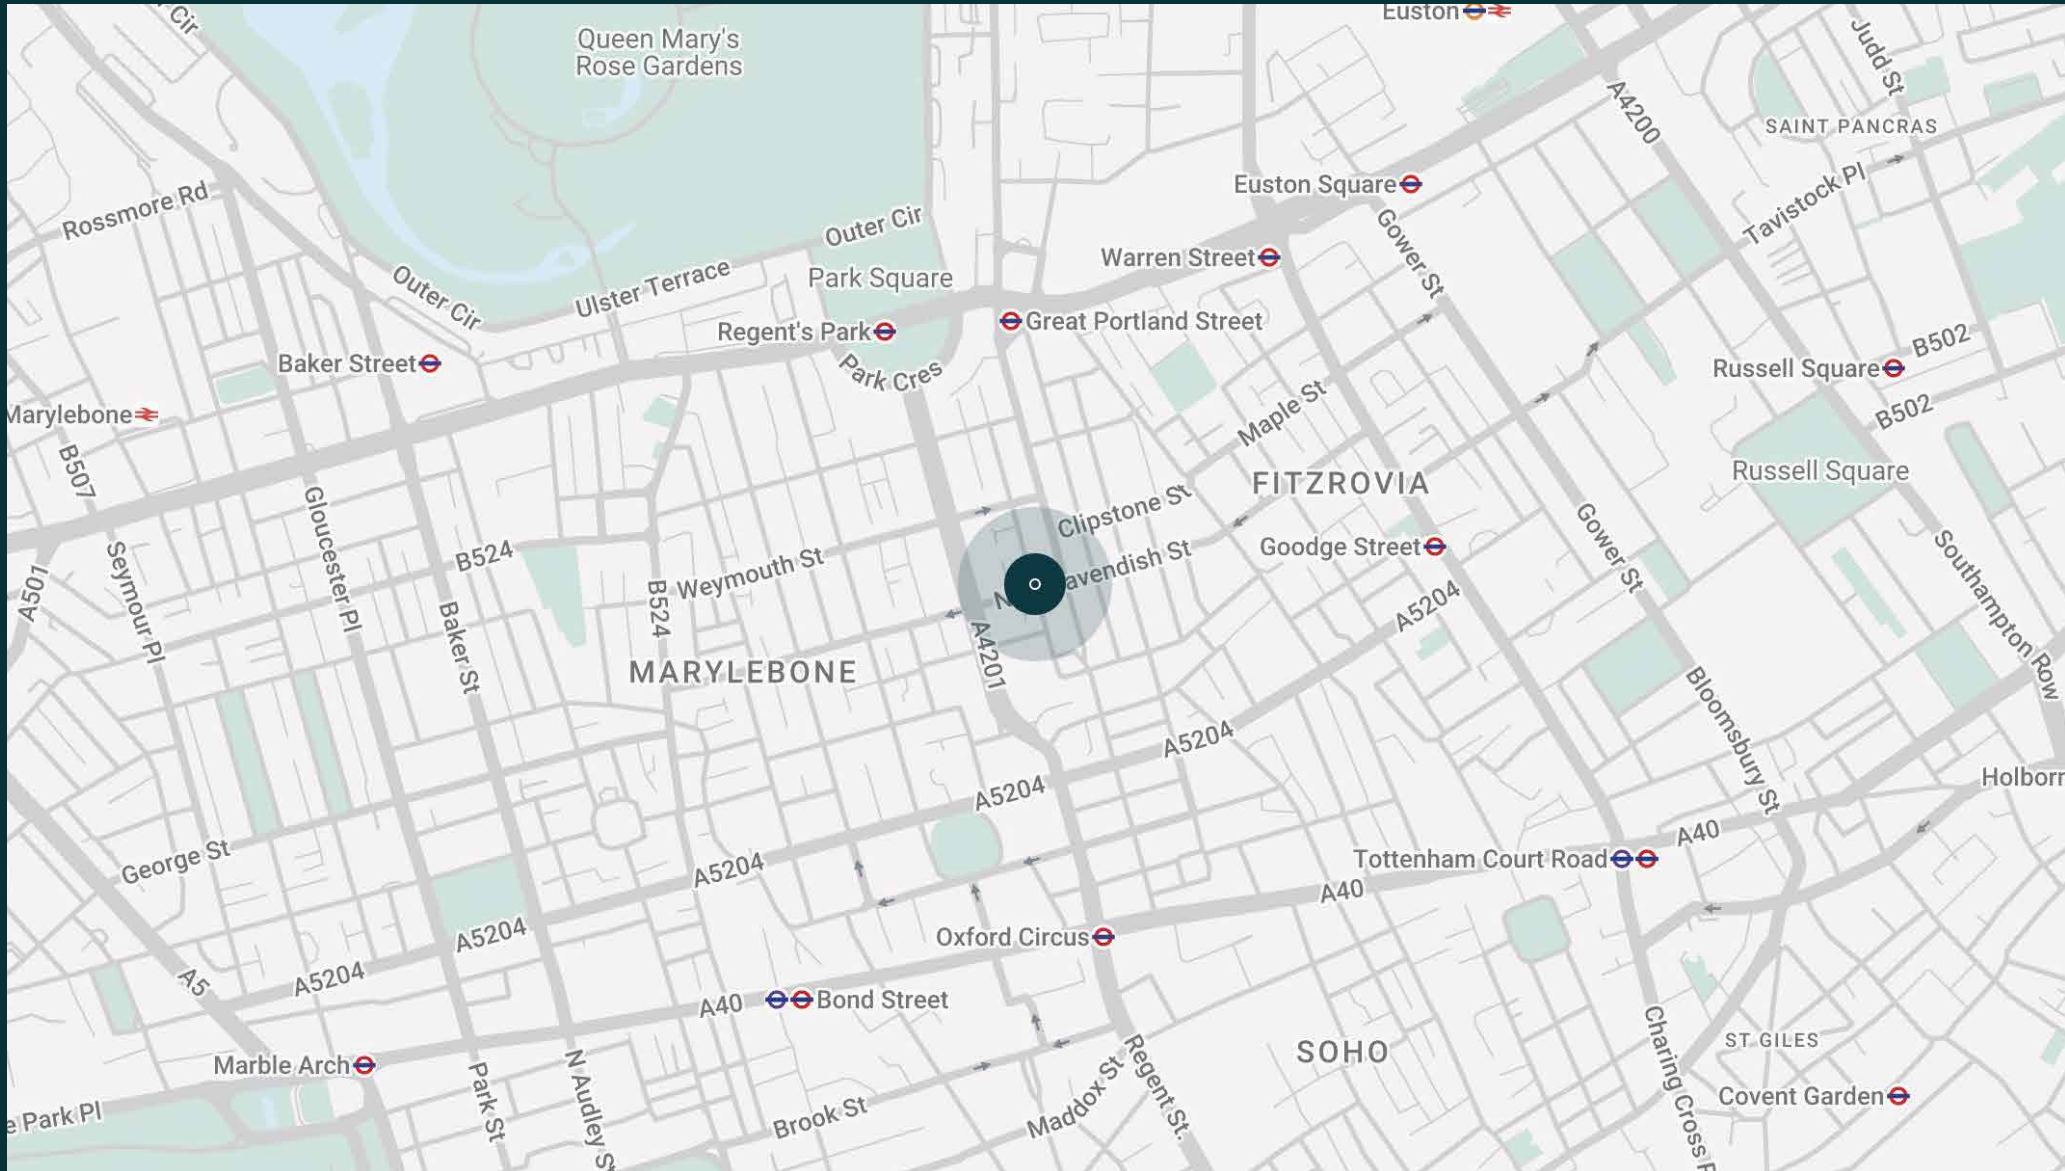 Euston
Cir
Queen Mary's
Rose Gardens
Judd St
A4200
SAINT PANCRAS
Rossmore Rd
Euston Square
Tavistock Pl
Outer Cir
Gower St
Warren Street
Park Square
Outer Cir
Ulster Terrace
Regent's Park
Great Portland Street
B502
Baker Street
Park Cres
Russell Square
B502
Marylebone
Maple St
B507
Russell Square
FITZROVIA
Gloucester Pl
Clipstone St
Gower St
Goodge Street
B524
Weymouth St
avendish St
Seymour Pl
A501
B524
Southampton Row
A5204
Baker St
A4201
MARYLEBONE
Bloomsbury St
A5204
Holborn
A5204
A40
George St
Tottenham Court Road
A5204
A40
A5204
Oxford Circus
A5204
A5
A40
Bond Street
Marble Arch
Charing Cross
SOHO
ST GILES
Regent St.
Park St
N Audley St
Maddox St
Covent Garden
Brook St
e Park Pl